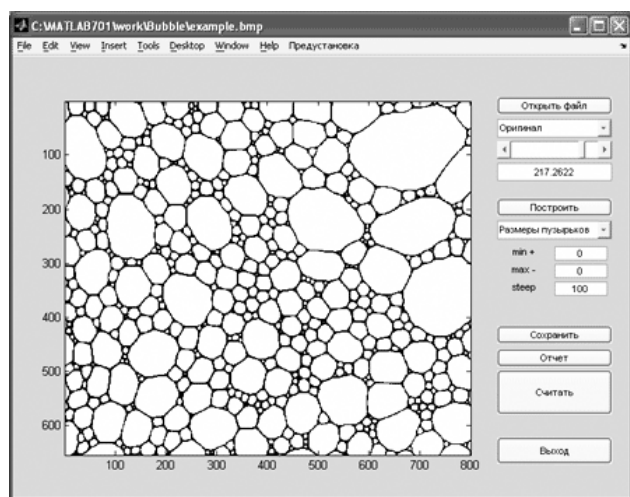 C:\MATLAB701\work\Bubble\example.bmp
File Edit View Insert Tools Desktop Window Help Предустановка
Открыть файл
Оригинал
217.2622
Построить
Размеры пузырьков
min + 0
max - 0
steep 100
Сохранить
Отчет
Считать
Выход
100
200
300
400
500
600
100 200 300 400 500 600 700 800